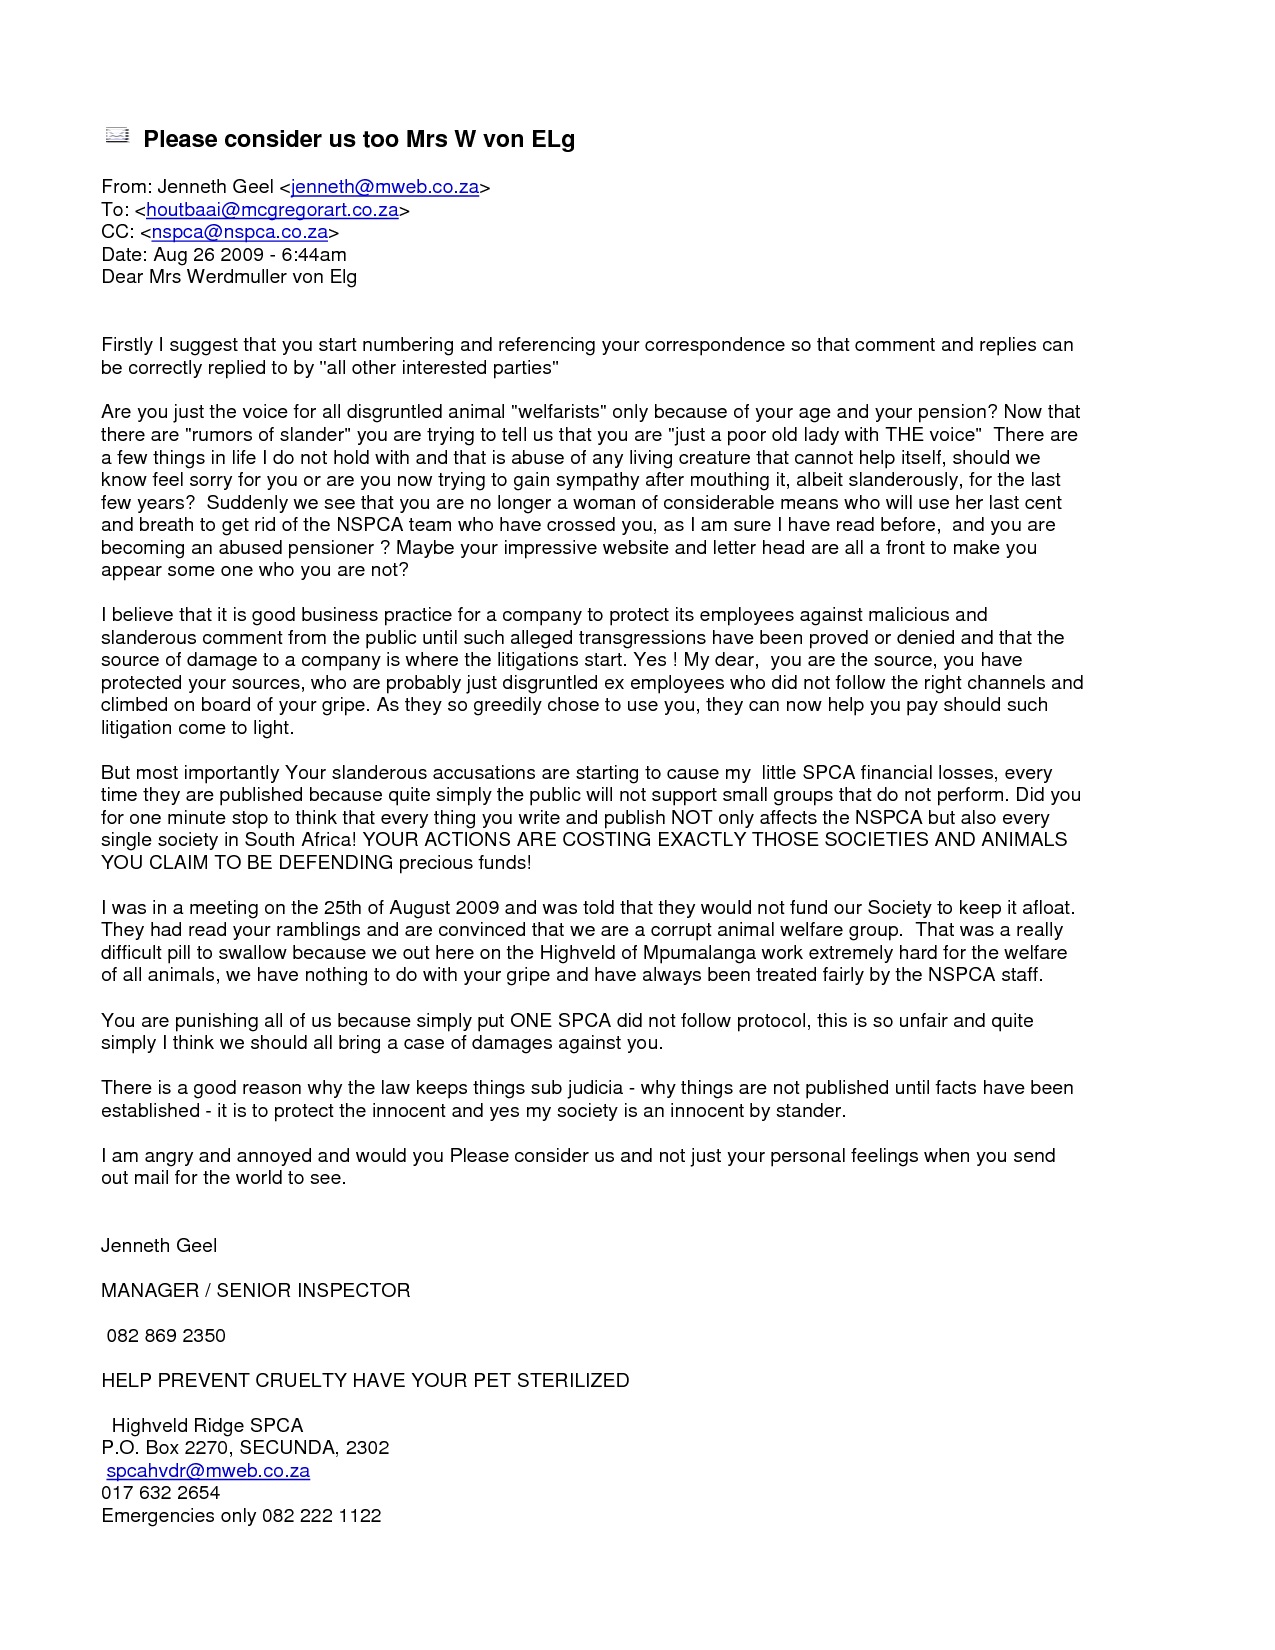 Please consider us too Mrs W von ELg
From: Jenneth Geel <jenneth@mweb.co.za>
To: <houtbaai@mcgregorart.co.za>
CC: <nspca@nspca.co.za>
Date: Aug 26 2009 - 6:44am
Dear Mrs Werdmuller von Elg
Firstly I suggest that you start numbering and referencing your correspondence so that comment and replies can
be correctly replied to by "all other interested parties"
Are you just the voice for all disgruntled animal "welfarists" only because of your age and your pension? Now that
there are "rumors of slander" you are trying to tell us that you are "just a poor old lady with THE voice"  There are
a few things in life I do not hold with and that is abuse of any living creature that cannot help itself, should we
know feel sorry for you or are you now trying to gain sympathy after mouthing it, albeit slanderously, for the last
few years?  Suddenly we see that you are no longer a woman of considerable means who will use her last cent
and breath to get rid of the NSPCA team who have crossed you, as I am sure I have read before,  and you are
becoming an abused pensioner ? Maybe your impressive website and letter head are all a front to make you
appear some one who you are not?
I believe that it is good business practice for a company to protect its employees against malicious and
slanderous comment from the public until such alleged transgressions have been proved or denied and that the
source of damage to a company is where the litigations start. Yes ! My dear,  you are the source, you have
protected your sources, who are probably just disgruntled ex employees who did not follow the right channels and
climbed on board of your gripe. As they so greedily chose to use you, they can now help you pay should such
litigation come to light.
But most importantly Your slanderous accusations are starting to cause my  little SPCA financial losses, every
time they are published because quite simply the public will not support small groups that do not perform. Did you
for one minute stop to think that every thing you write and publish NOT only affects the NSPCA but also every
single society in South Africa! YOUR ACTIONS ARE COSTING EXACTLY THOSE SOCIETIES AND ANIMALS
YOU CLAIM TO BE DEFENDING precious funds!
I was in a meeting on the 25th of August 2009 and was told that they would not fund our Society to keep it afloat.
They had read your ramblings and are convinced that we are a corrupt animal welfare group.  That was a really
difficult pill to swallow because we out here on the Highveld of Mpumalanga work extremely hard for the welfare
of all animals, we have nothing to do with your gripe and have always been treated fairly by the NSPCA staff.
You are punishing all of us because simply put ONE SPCA did not follow protocol, this is so unfair and quite
simply I think we should all bring a case of damages against you.
There is a good reason why the law keeps things sub judicia - why things are not published until facts have been
established - it is to protect the innocent and yes my society is an innocent by stander.
I am angry and annoyed and would you Please consider us and not just your personal feelings when you send
out mail for the world to see.
Jenneth Geel
MANAGER / SENIOR INSPECTOR
082 869 2350
HELP PREVENT CRUELTY HAVE YOUR PET STERILIZED
Highveld Ridge SPCA
P.O. Box 2270, SECUNDA, 2302
spcahvdr@mweb.co.za
017 632 2654
Emergencies only 082 222 1122